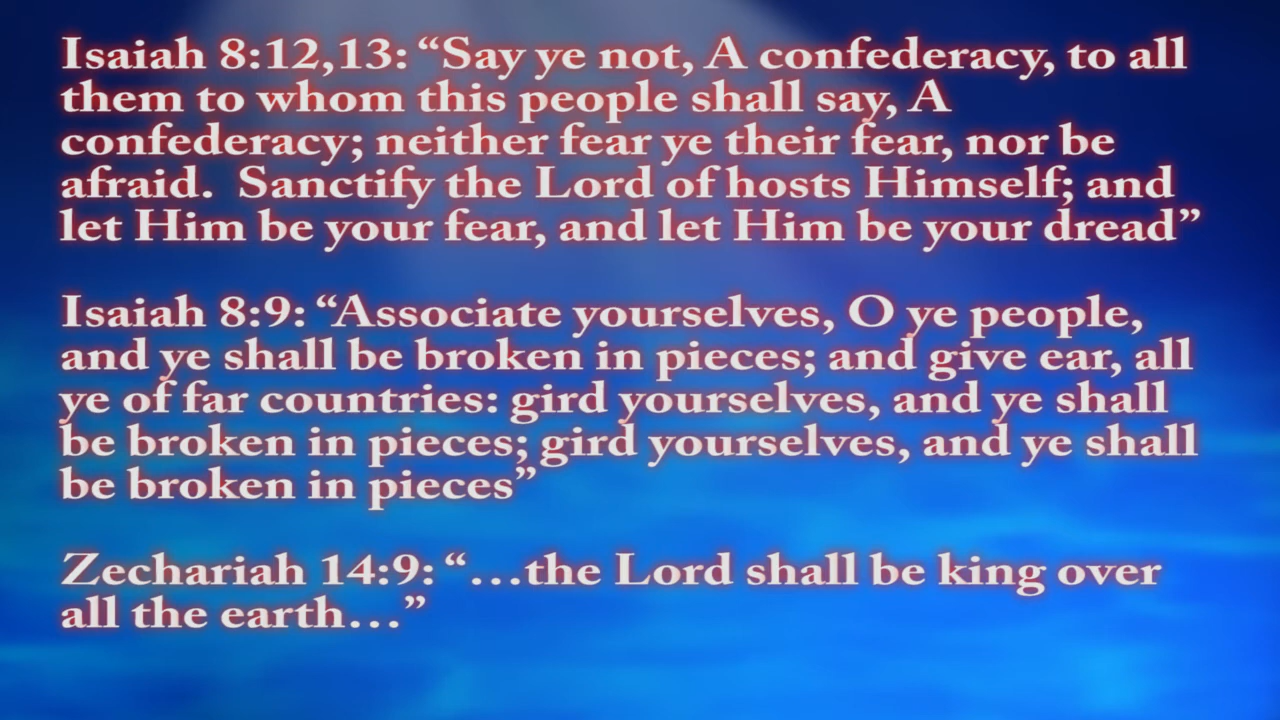 Isaiah 8:12,13: “Say ye not, A confederacy, to all
them to whom this people shall say, A
confederacy; neither fear ye their fear, nor be
afraid.  Sanctify the Lord of hosts Himself; and
let Him be your fear, and let Him be your dread”
Isaiah 8:9: “Associate yourselves, O ye people,
and ye shall be broken in pieces; and give ear, all
ye of far countries: gird yourselves, and ye shall
be broken in pieces; gird yourselves, and ye shall
be broken in pieces”
Zechariah 14:9: “…the Lord shall be king over
all the earth…”